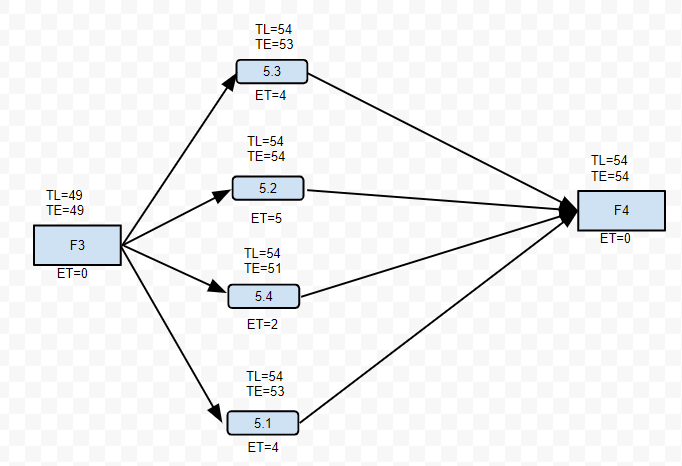 TL=54
TE=53
5.3
ET=4
TL=54
TE=54
5.2
ET=5
TL=49
TE=49
F3
ET=0
TL=54
TE=54
F4
ET=0
TL=54
TE=51
5.4
ET=2
TL=54
TE=53
5.1
ET=4